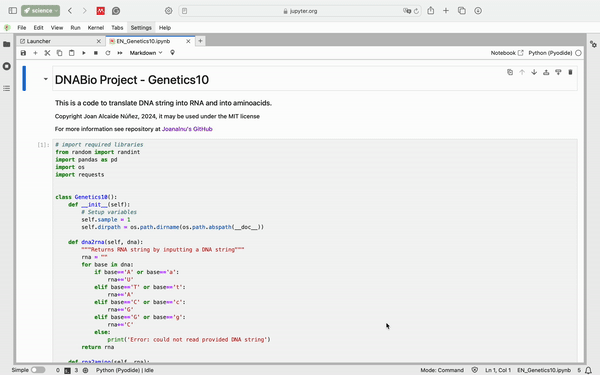 science
jupyter.org
File Edit View Run Kernel Tabs Settings Help
Launcher
EN_Genetics10.ipynb
Markdown
Notebook
Python (Pyodide)
DNABio Project - Genetics10
This is a code to translate DNA string into RNA and into aminoacids.
Copyright Joan Alcaide Núñez, 2024, it may be used under the MIT license
For more information see repository at JoanaInu's GitHub
[1]:
# import required libraries
from random import randint
import pandas as pd
import os
import requests
class Genetics10():
def __init__(self):
# Setup variables
self.sample = 1
self.dirpath = os.path.dirname(os.path.abspath(__doc__))
def dna2rna(self, dna):
"""Returns RNA string by inputting a DNA string"""
rna = ""
for base in dna:
if base=='A' or base=='a':
rna+='U'
elif base=='T' or base=='t':
rna+='A'
elif base=='C' or base=='c':
rna+='G'
elif base=='G' or base=='g':
rna+='C'
else:
print('Error: could not read provided DNA string')
return rna
def rna2amino(self, rna):
Simple 0 3 Python (Pyodide) | Idle
Mode: Command Ln 1, Col 1 EN_Genetics10.ipynb 5